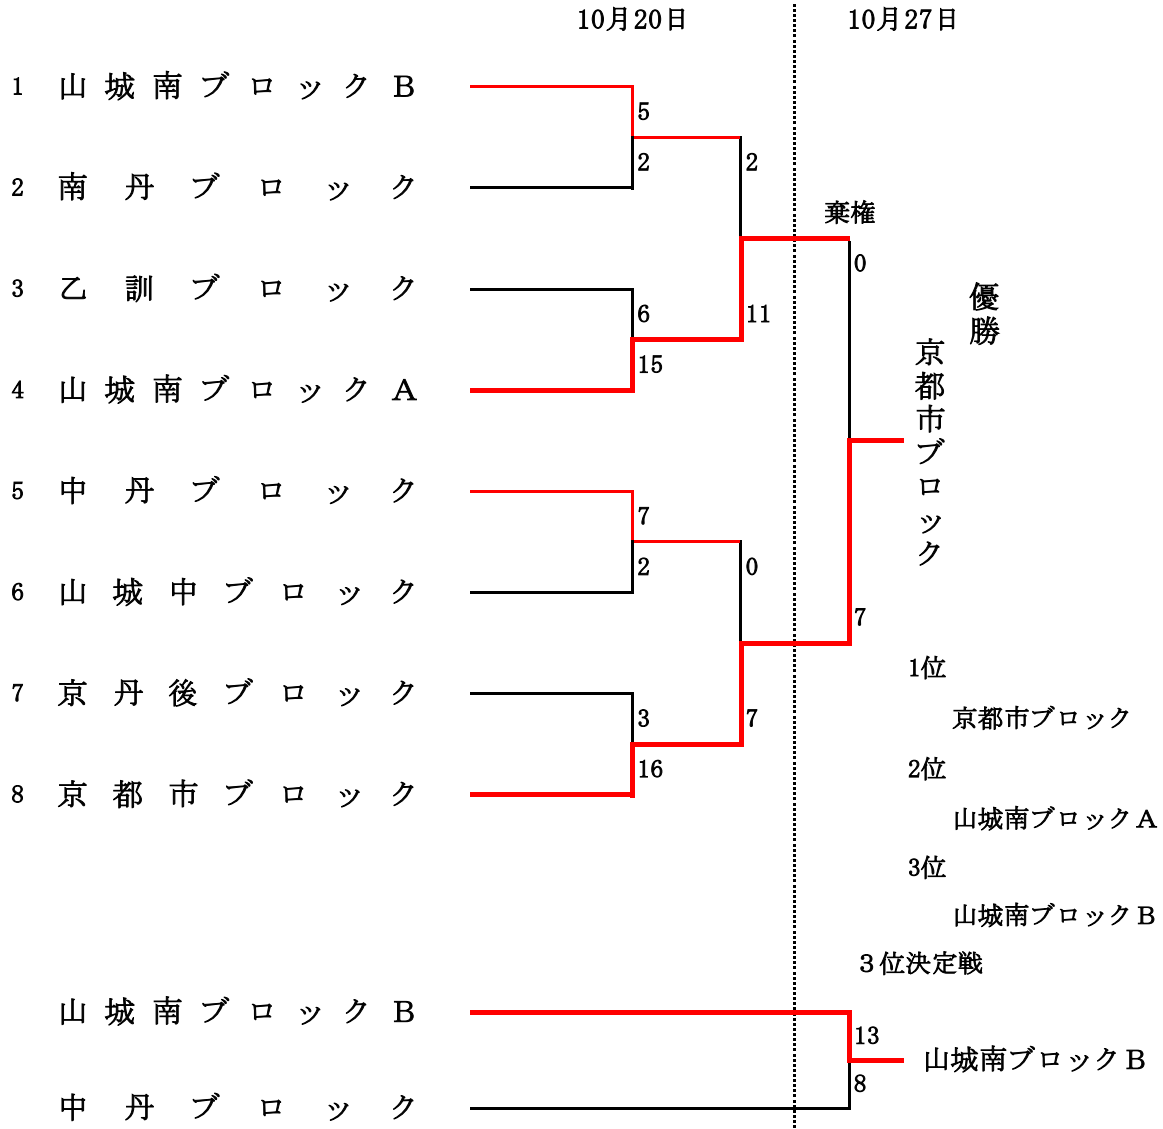 10月20日
10月27日
1 山城南ブロックB
5
2
2 南丹ブロック
2
棄権
0
3 乙訓ブロック
6
11
優勝
京都市ブロック
4 山城南ブロックA
15
5 中丹ブロック
7
6 山城中ブロック
2
0
7
7 京丹後ブロック
3
7
8 京都市ブロック
16
1位
京都市ブロック
2位
山城南ブロックA
3位
山城南ブロックB
３位決定戦
山城南ブロックB
13
山城南ブロックB
8
中丹ブロック